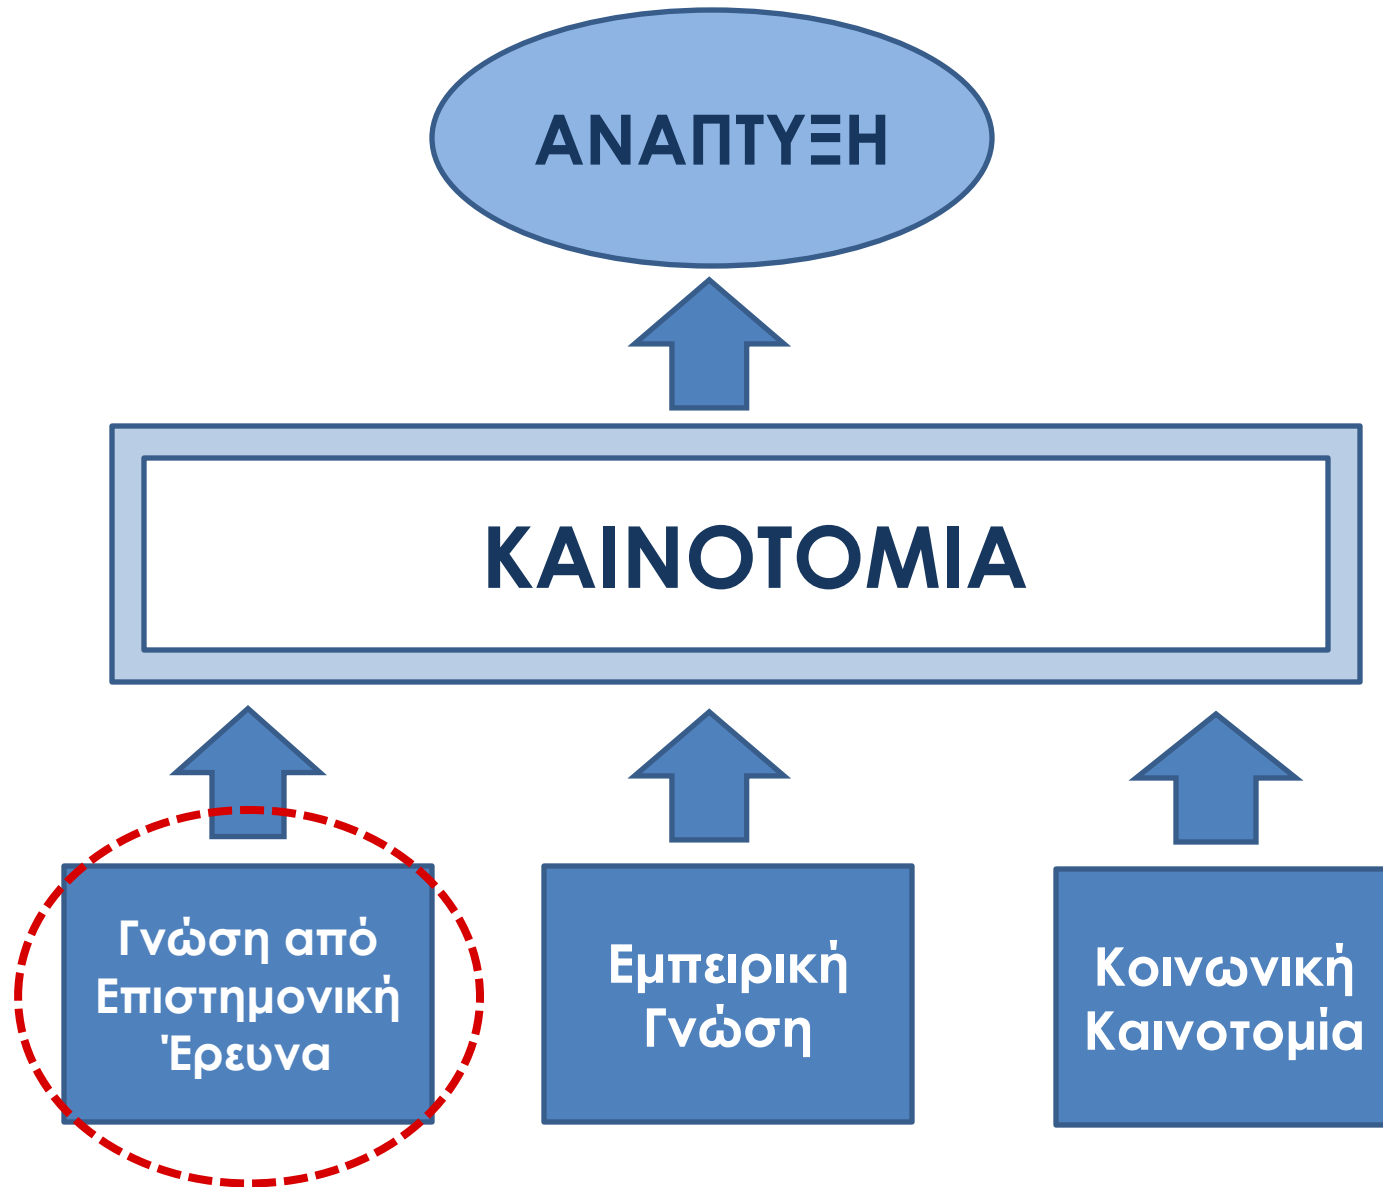 ΑΝΑΠΤΥΞΗ
ΚΑΙΝΟΤΟΜΙΑ
Γνώση από
Επιστημονική
Έρευνα
Εμπειρική
Γνώση
Κοινωνική
Καινοτομία